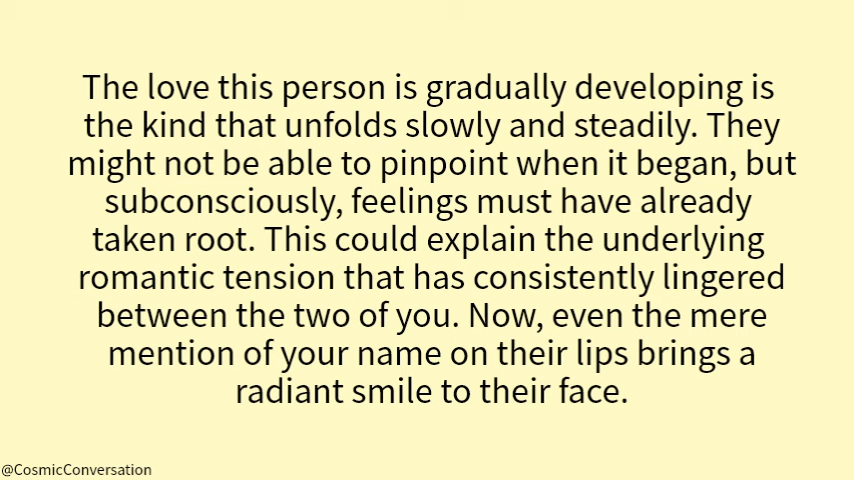 The love this person is gradually developing is
the kind that unfolds slowly and steadily. They
might not be able to pinpoint when it began, but
subconsciously, feelings must have already
taken root. This could explain the underlying
romantic tension that has consistently lingered
between the two of you. Now, even the mere
mention of your name on their lips brings a
radiant smile to their face.
@CosmicConversation